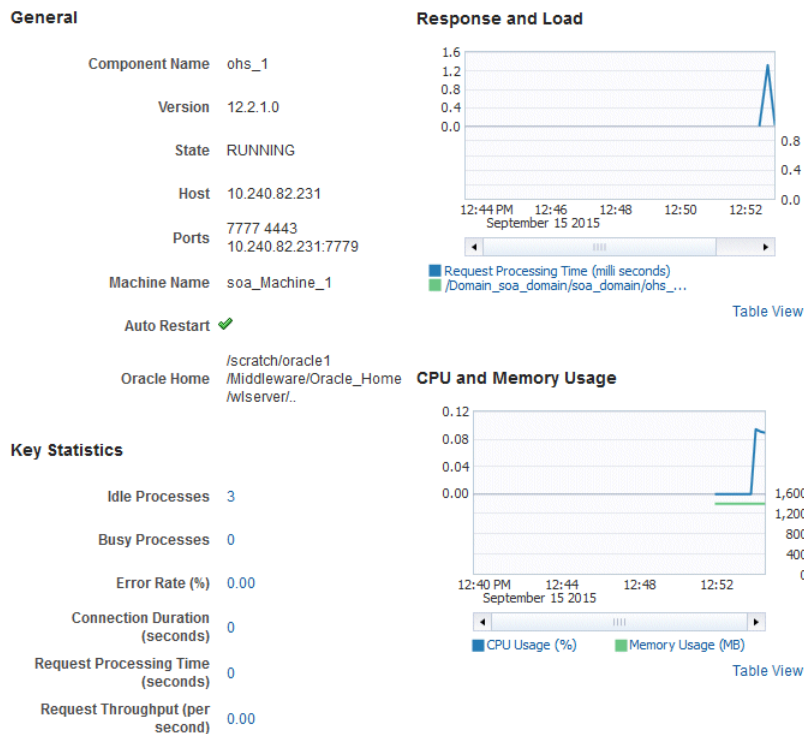 General
Component Name ohs_1
Version 12.2.1.0
State RUNNING
Host 10.240.82.231
Ports 7777 4443
10.240.82.231:7779
Machine Name soa_Machine_1
Auto Restart
Oracle Home /scratch/oracle1
/Middleware/Oracle_Home
/wlserver/..
Key Statistics
Idle Processes 3
Busy Processes 0
Error Rate (%) 0.00
Connection Duration
(seconds) 0
Request Processing Time
(seconds) 0
Request Throughput (per
second) 0.00
Response and Load
1.6
1.2
0.8
0.4
0.0
0.8
0.4
0.0
12:44 PM 12:46 12:48 12:50 12:52
September 15 2015
Request Processing Time (milli seconds)
/Domain_soa_domain/soa_domain/ohs_...
Table View
CPU and Memory Usage
0.12
0.08
0.04
0.00
1,600
1,200
800
400
0
12:40 PM 12:44 12:48 12:52
September 15 2015
CPU Usage (%) Memory Usage (MB)
Table View